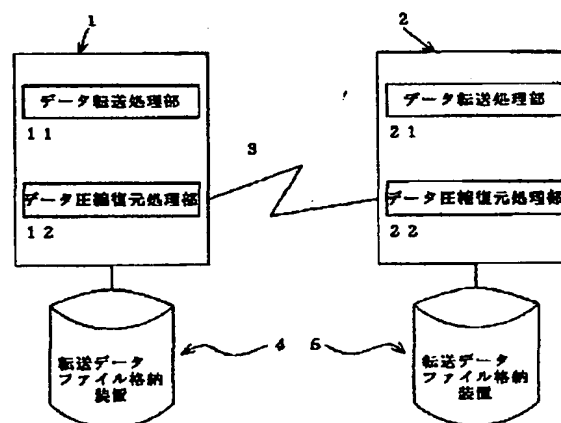 1
2
データ転送処理部
11
データ圧縮復元処理部
12
3
データ転送処理部
21
データ圧縮復元処理部
22
転送データ
ファイル格納
装置
4
5
転送データ
ファイル格納
装置